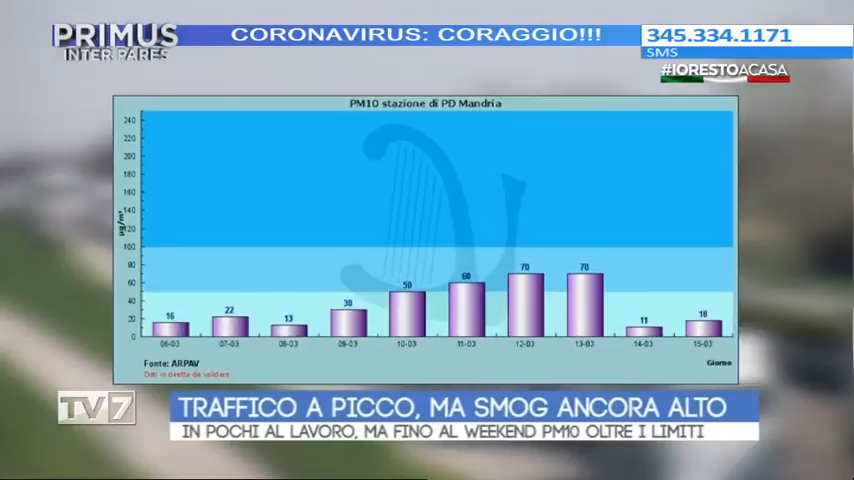 PRIMUS
INTER PARES
CORONAVIRUS: CORAGGIO!!!
345.334.1171
SMS
#IORESTOACASA
PM10 stazione di PD Mandria
240
220
200
180
160
140
120
100
80
60
40
20
0
µg/m³
16
22
13
30
50
60
70
70
11
18
06-03
07-03
08-03
09-03
10-03
11-03
12-03
13-03
14-03
15-03
Giorno
Fonte: ARPAV
Dati in diretta da validare
TV7
TRAFFICO A PICCO, MA SMOG ANCORA ALTO
IN POCHI AL LAVORO, MA FINO AL WEEKEND PM10 OLTRE I LIMITI